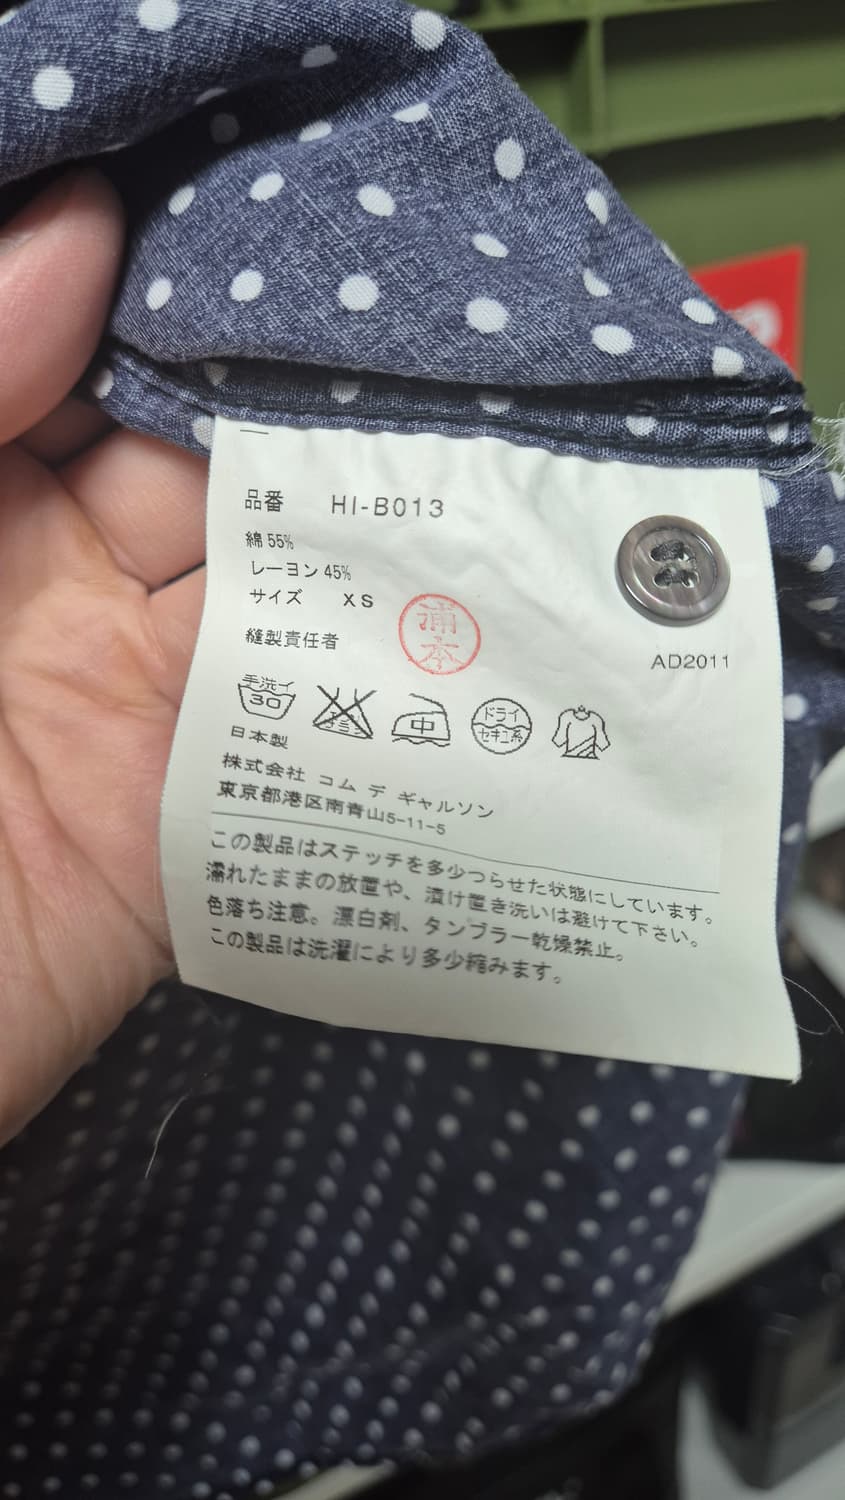 品番 HI-B013
綿 55%
レーヨン 45%
サイズ XS
縫製責任者 浦本
AD2011
手洗イ
30
中
ドライ
セキユ系
日本製
株式会社 コム デ ギャルソン
東京都港区南青山5-11-5
この製品はステッチを多少つらせた状態にしています。
濡れたままの放置や、漬け置き洗いは避けて下さい。
色落ち注意。漂白剤、タンブラー乾燥禁止。
この製品は洗濯により多少縮みます。